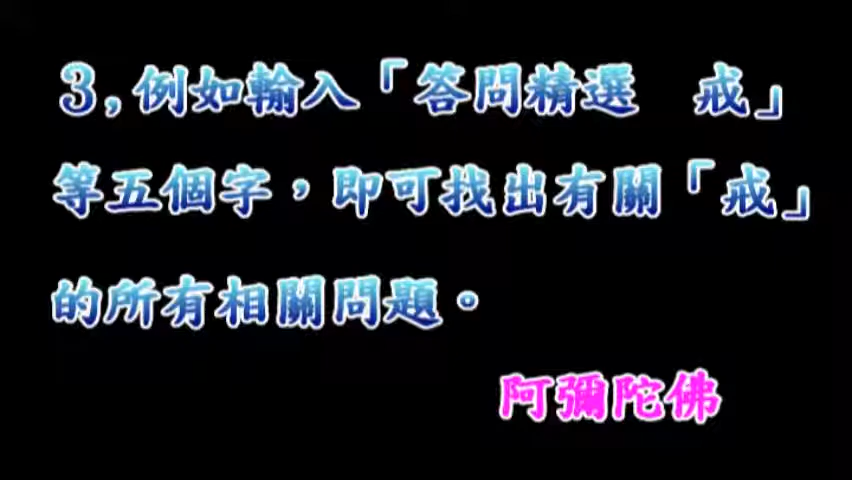 3,例如輸入「答問精選　戒」
等五個字，即可找出有關「戒」
的所有相關問題。
阿彌陀佛